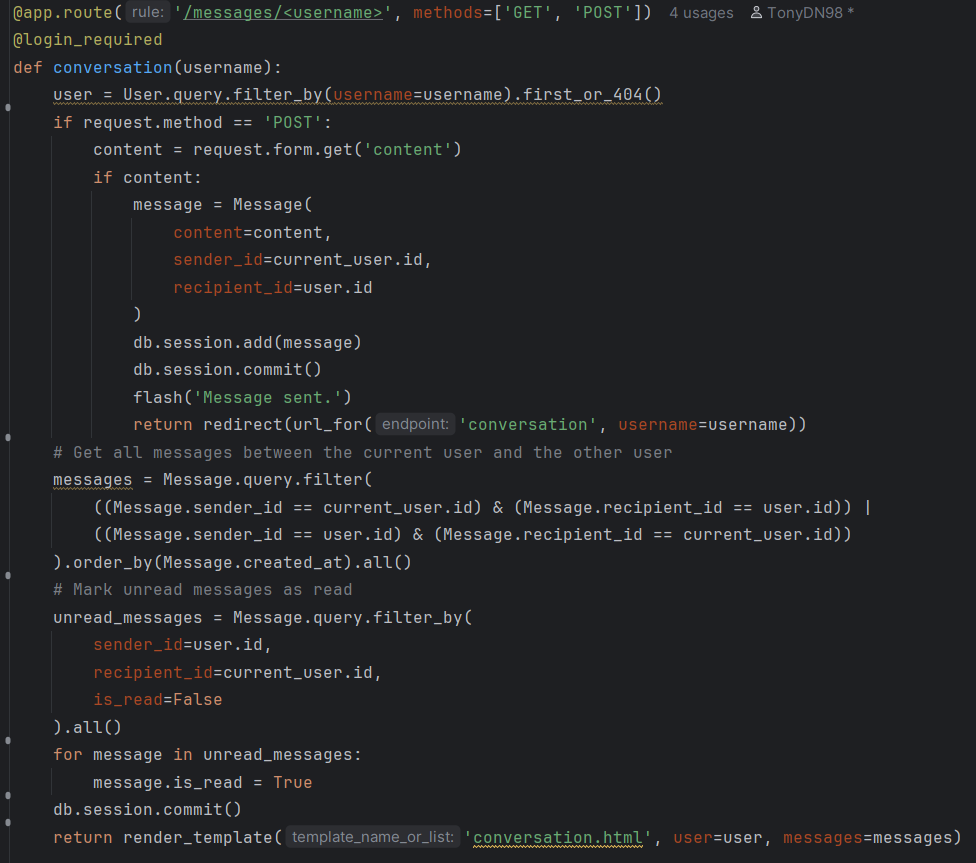 @app.route( rule: '/messages/<username>', methods=['GET', 'POST']) 4 usages TonyDN98 *
@login_required
def conversation(username):
    user = User.query.filter_by(username=username).first_or_404()
    if request.method == 'POST':
        content = request.form.get('content')
        if content:
            message = Message(
                content=content,
                sender_id=current_user.id,
                recipient_id=user.id
            )
            db.session.add(message)
            db.session.commit()
            flash('Message sent.')
            return redirect(url_for( endpoint: 'conversation', username=username))
    # Get all messages between the current user and the other user
    messages = Message.query.filter(
        ((Message.sender_id == current_user.id) & (Message.recipient_id == user.id)) |
        ((Message.sender_id == user.id) & (Message.recipient_id == current_user.id))
    ).order_by(Message.created_at).all()
    # Mark unread messages as read
    unread_messages = Message.query.filter_by(
        sender_id=user.id,
        recipient_id=current_user.id,
        is_read=False
    ).all()
    for message in unread_messages:
        message.is_read = True
    db.session.commit()
    return render_template( template_name_or_list: 'conversation.html', user=user, messages=messages)